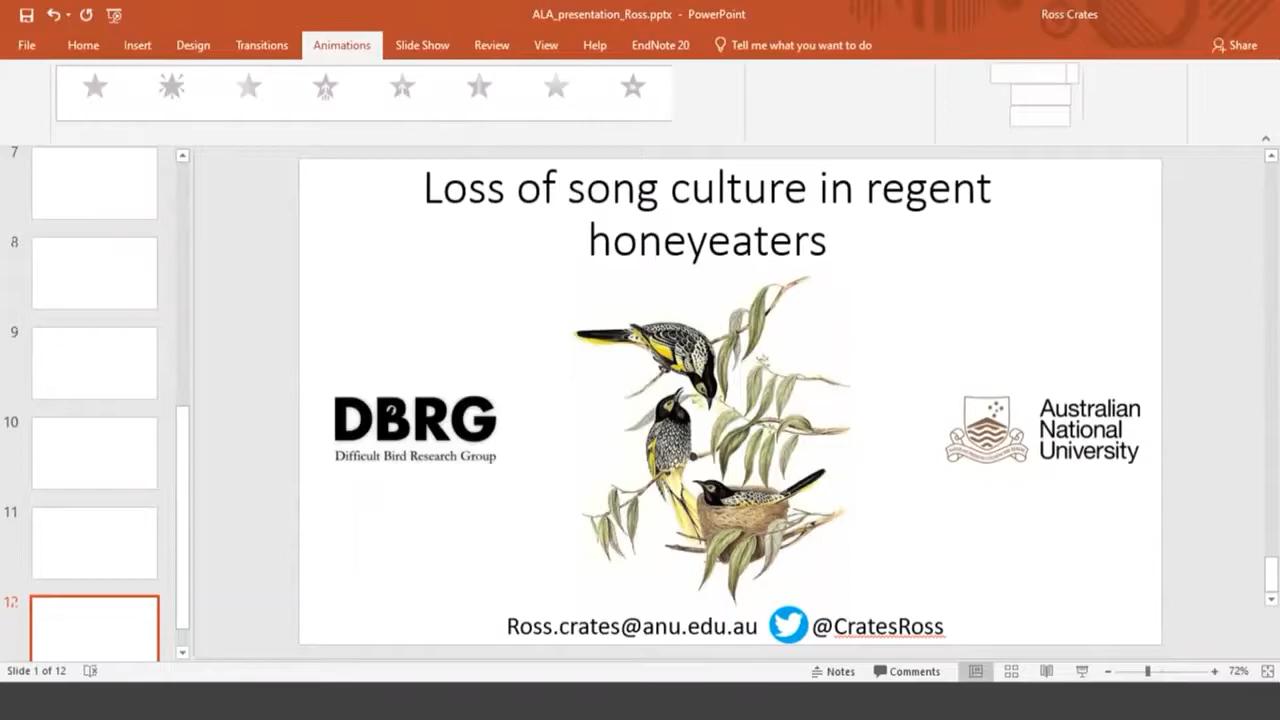 ALA_presentation_Ross.pptx - PowerPoint
Ross Crates
File Home Insert Design Transitions Animations Slide Show Review View Help EndNote 20 Tell me what you want to do Share
7
8
9
10
11
12
Loss of song culture in regent
honeyeaters
DBRG
Difficult Bird Research Group
Australian
National
University
Ross.crates@anu.edu.au @CratesRoss
Slide 1 of 12 Notes Comments 72%